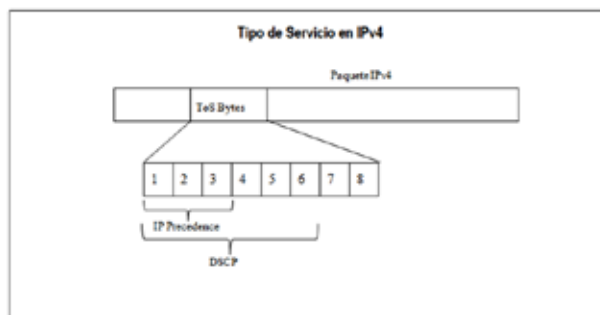 Tipo de Servicio en IPv4
Paquete IPv4
ToS Bytes
1 2 3 4 5 6 7 8
IP Precedence
DSCP